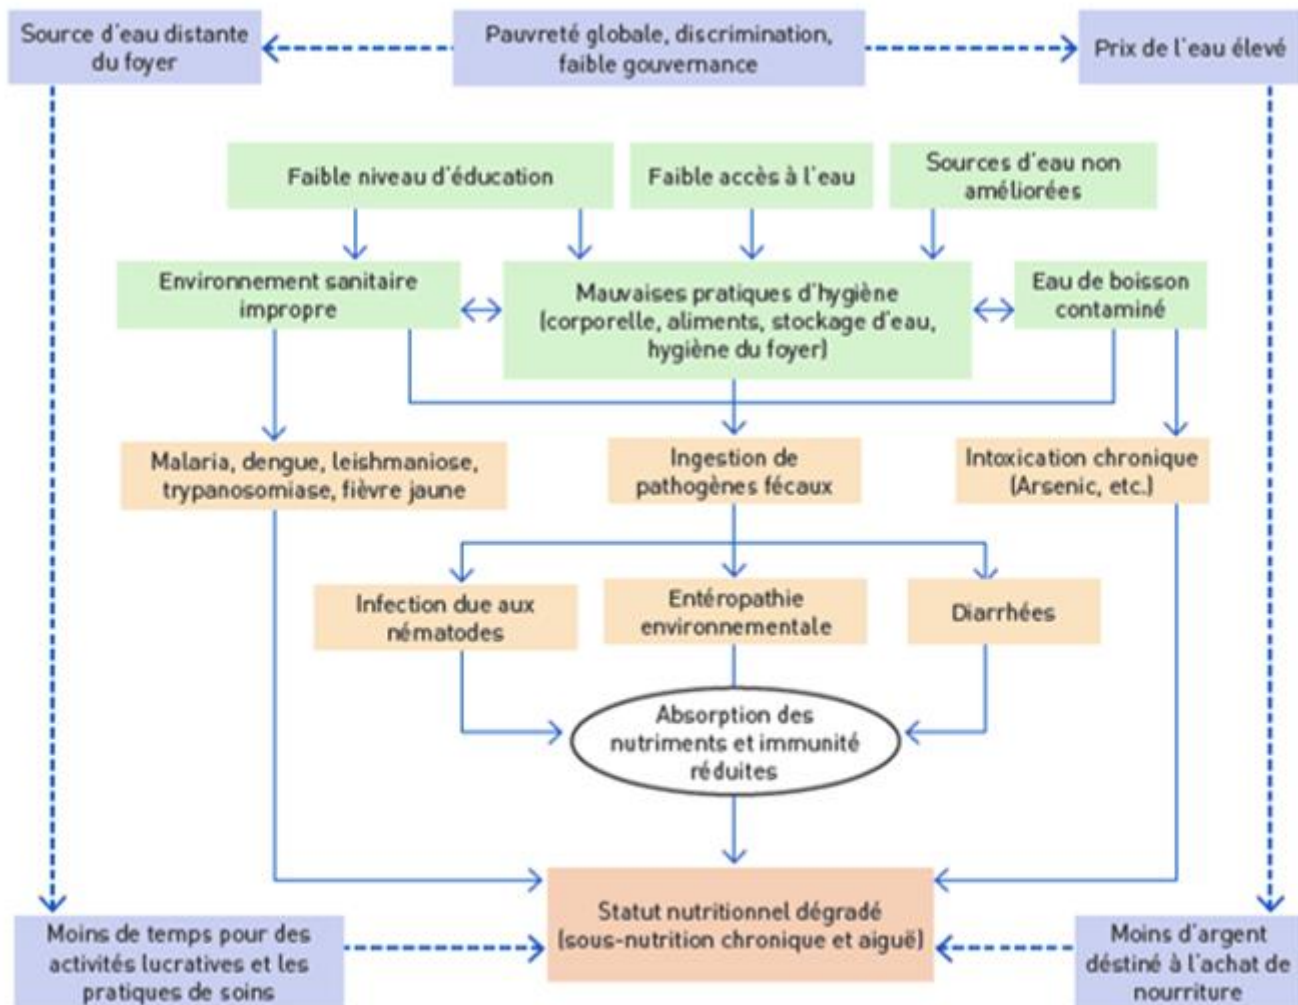 Source d'eau distante
du foyer
Pauvreté globale, discrimination,
faible gouvernance
Prix de l'eau élevé
Faible niveau d'éducation
Faible accès à l'eau
Sources d'eau non
améliorées
Environnement sanitaire
impropre
Mauvaises pratiques d'hygiène
(corporelle, aliments, stockage d'eau,
hygiène du foyer)
Eau de boisson
contaminé
Malaria, dengue, leishmaniose,
trypanosomiase, fièvre jaune
Ingestion de
pathogènes fécaux
Intoxication chronique
(Arsenic, etc.)
Infection due aux
nématodes
Entéropathie
environnementale
Diarrhées
Absorption des
nutriments et immunité
réduites
Statut nutritionnel dégradé
(sous-nutrition chronique et aiguë)
Moins de temps pour des
activités lucratives et les
pratiques de soins
Moins d'argent
déstiné à l'achat de
nourriture